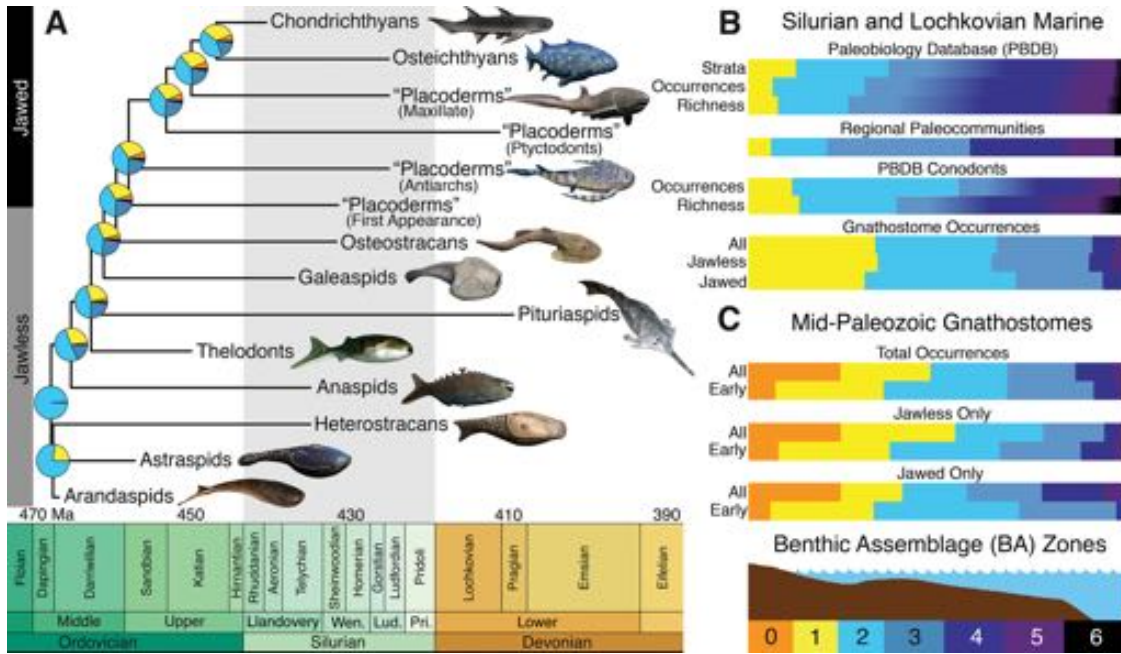 A
Jawed
Jawless
Chondrichthyans
Osteichthyans
"Placoderms"
(Maxillate)
"Placoderms"
(Ptyctodonts)
"Placoderms"
(Antiarchs)
"Placoderms"
(First Appearance)
Osteostracans
Galeaspids
Pituriaspids
Thelodonts
Anaspids
Heterostracans
Astraspids
Arandaspids
470 Ma 450 430 410 390
Floian Dapingian Darriwilian Sandbian Katian Hirnantian Rhuddanian Aeronian Telychian Sheinwoodian Homerian Gorstian Ludfordian Pridoli Lochkovian Pragian Emsian Eifelian
Middle Upper Llandovery Wen. Lud. Pri. Lower
Ordovician Silurian Devonian
B Silurian and Lochkovian Marine
Paleobiology Database (PBDB)
Strata
Occurrences
Richness
Regional Paleocommunities
PBDB Conodonts
Occurrences
Richness
Gnathostome Occurrences
All
Jawless
Jawed
C Mid-Paleozoic Gnathostomes
Total Occurrences
All
Early
Jawless Only
All
Early
Jawed Only
All
Early
Benthic Assemblage (BA) Zones
0 1 2 3 4 5 6